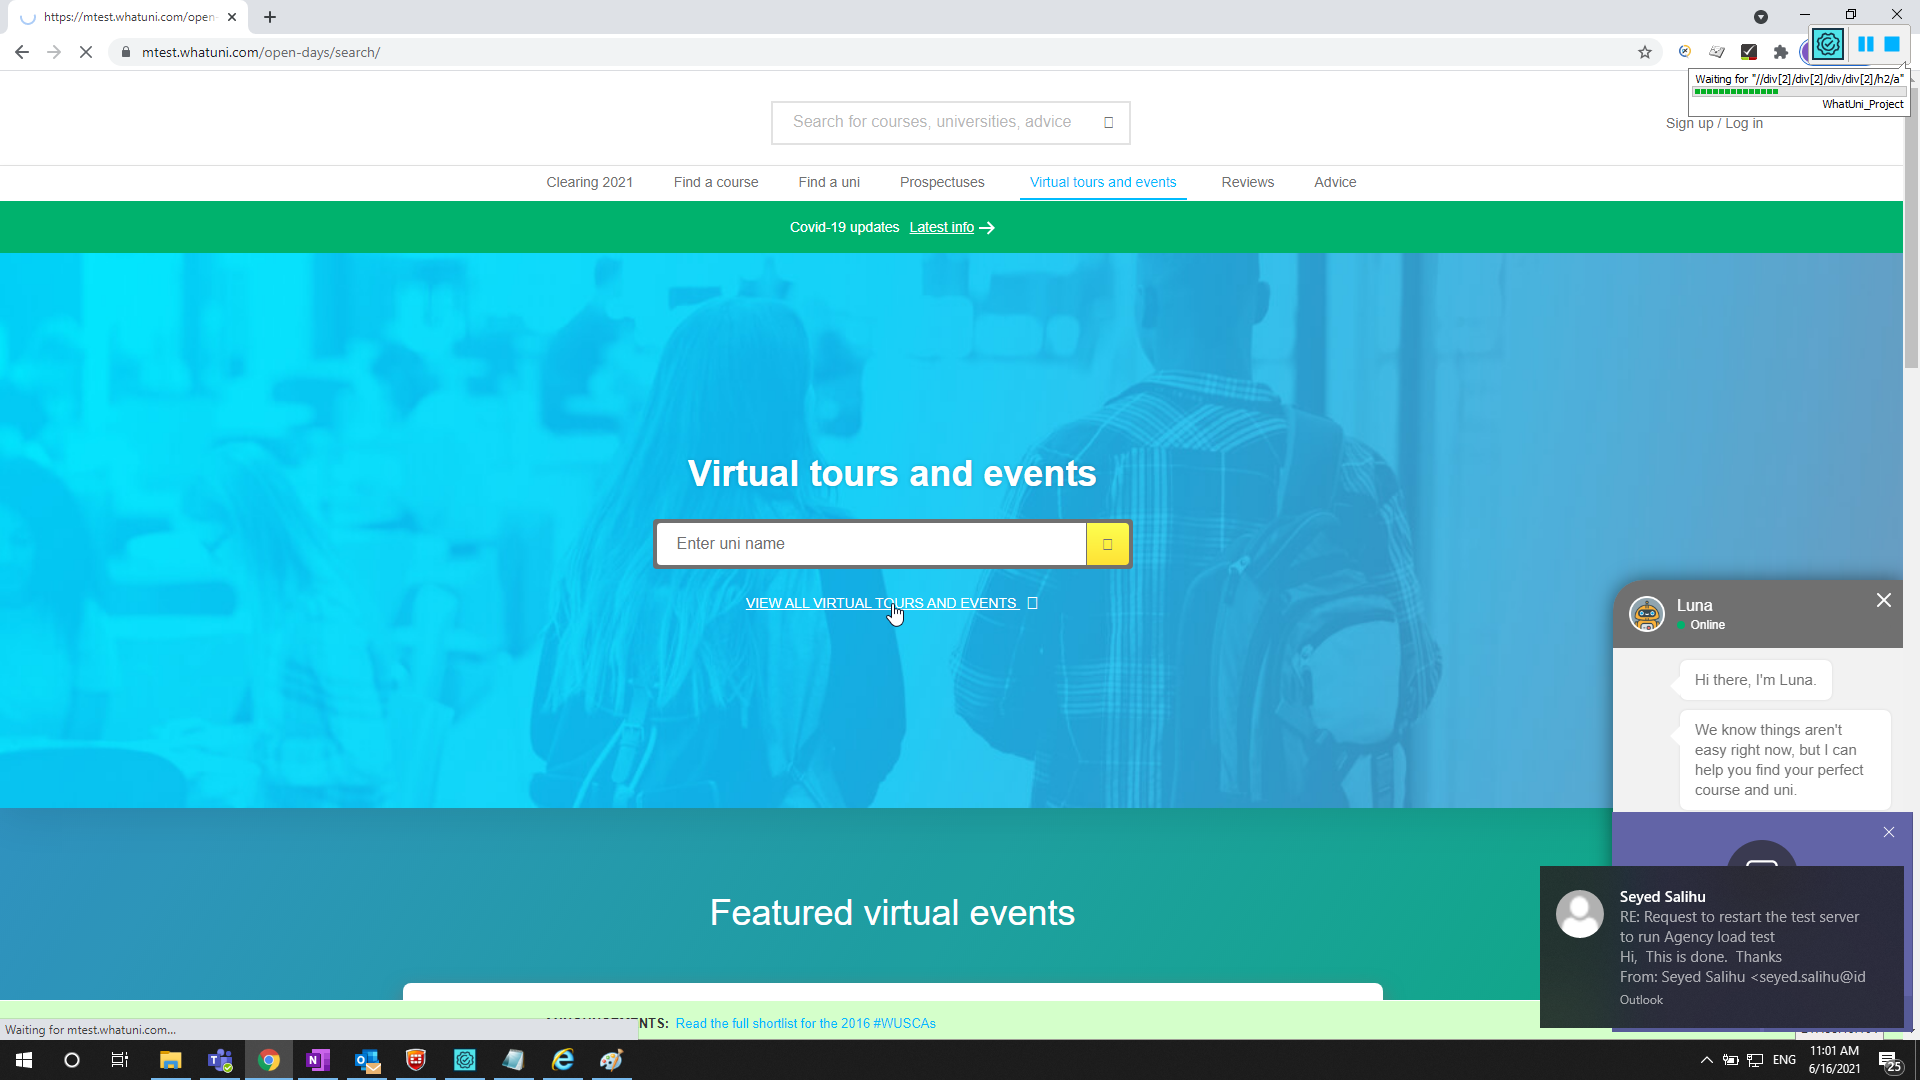 https://mtest.whatuni.com/open-
mtest.whatuni.com/open-days/search/
Waiting for "//div[2]/div[2]/div/div[2]/h2/a"
WhatUni_Project
Search for courses, universities, advice
Sign up / Log in
Clearing 2021
Find a course
Find a uni
Prospectuses
Virtual tours and events
Reviews
Advice
Covid-19 updates Latest info
Virtual tours and events
Enter uni name
VIEW ALL VIRTUAL TOURS AND EVENTS
Luna
Online
Hi there, I'm Luna.
We know things aren't
easy right now, but I can
help you find your perfect
course and uni.
Featured virtual events
Seyed Salihu
RE: Request to restart the test server
to run Agency load test
Hi, This is done. Thanks
From: Seyed Salihu <seyed.salihu@id
Outlook
Read the full shortlist for the 2016 #WUSCAs
Waiting for mtest.whatuni.com...
ENG
11:01 AM
6/16/2021
25